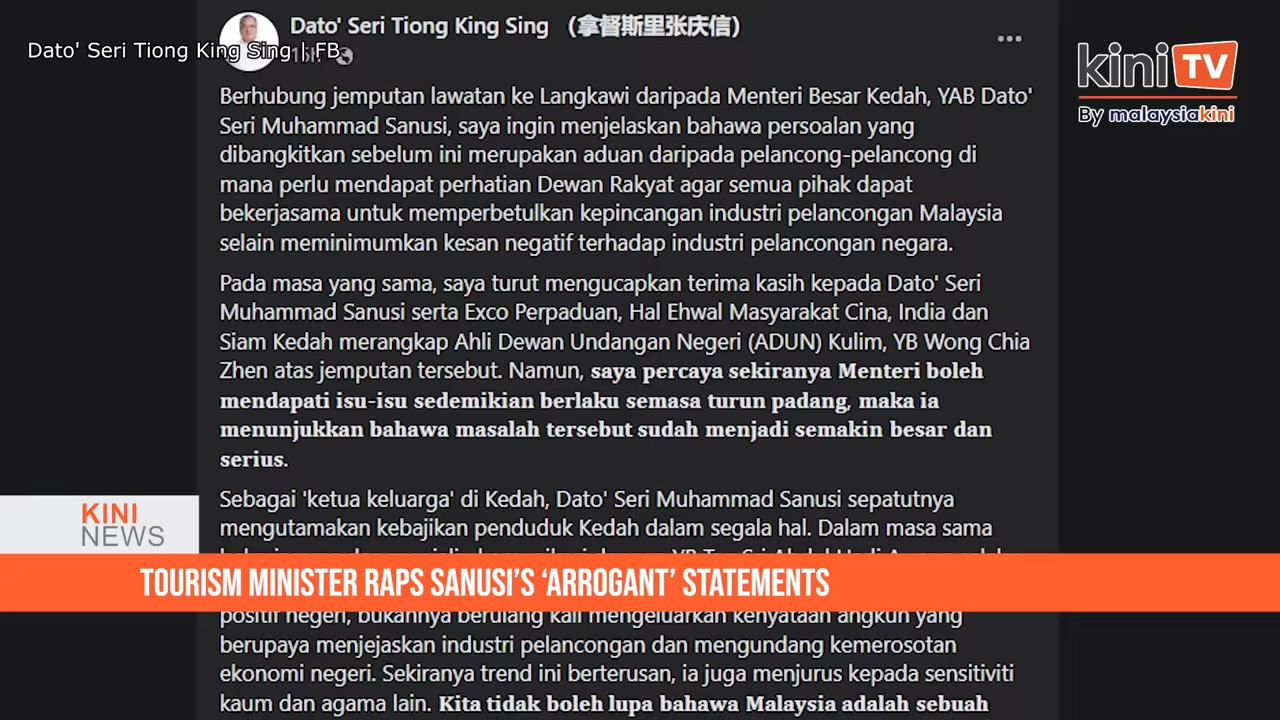 Dato' Seri Tiong King Sing （拿督斯里张庆信）
Dato' Seri Tiong King Sing | FB
kini TV
By malaysiakini
Berhubung jemputan lawatan ke Langkawi daripada Menteri Besar Kedah, YAB Dato'
Seri Muhammad Sanusi, saya ingin menjelaskan bahawa persoalan yang
dibangkitkan sebelum ini merupakan aduan daripada pelancong-pelancong di
mana perlu mendapat perhatian Dewan Rakyat agar semua pihak dapat
bekerjasama untuk memperbetulkan kepincangan industri pelancongan Malaysia
selain meminimumkan kesan negatif terhadap industri pelancongan negara.
Pada masa yang sama, saya turut mengucapkan terima kasih kepada Dato' Seri
Muhammad Sanusi serta Exco Perpaduan, Hal Ehwal Masyarakat Cina, India dan
Siam Kedah merangkap Ahli Dewan Undangan Negeri (ADUN) Kulim, YB Wong Chia
Zhen atas jemputan tersebut. Namun, saya percaya sekiranya Menteri boleh
mendapati isu-isu sedemikian berlaku semasa turun padang, maka ia
menunjukkan bahawa masalah tersebut sudah menjadi semakin besar dan
serius.
Sebagai 'ketua keluarga' di Kedah, Dato' Seri Muhammad Sanusi sepatutnya
mengutamakan kebajikan penduduk Kedah dalam segala hal. Dalam masa sama
KINI
NEWS
TOURISM MINISTER RAPS SANUSI'S ‘ARROGANT’ STATEMENTS
positif negeri, bukannya berulang kali mengeluarkan kenyataan angkuh yang
berupaya menjejaskan industri pelancongan dan mengundang kemerosotan
ekonomi negeri. Sekiranya trend ini berterusan, ia juga menjurus kepada sensitiviti
kaum dan agama lain. Kita tidak boleh lupa bahawa Malaysia adalah sebuah